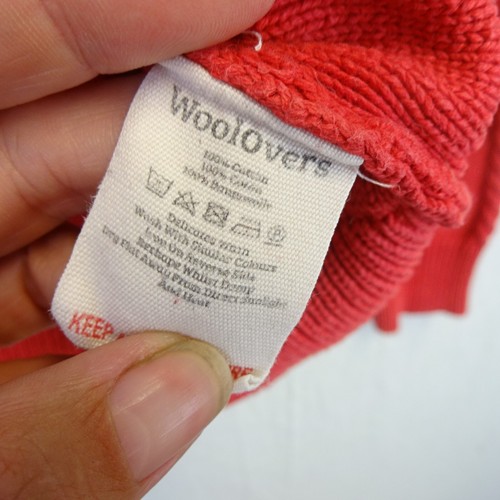 WoolOvers
100% Cotton
100% Coton
100% Baumwolle
Delicates Wash
Wash With Similar Colours
Iron On Reverse Side
Reshape Whilst Damp
Dry Flat Away From Direct Sunlight
And Heat
KEEP